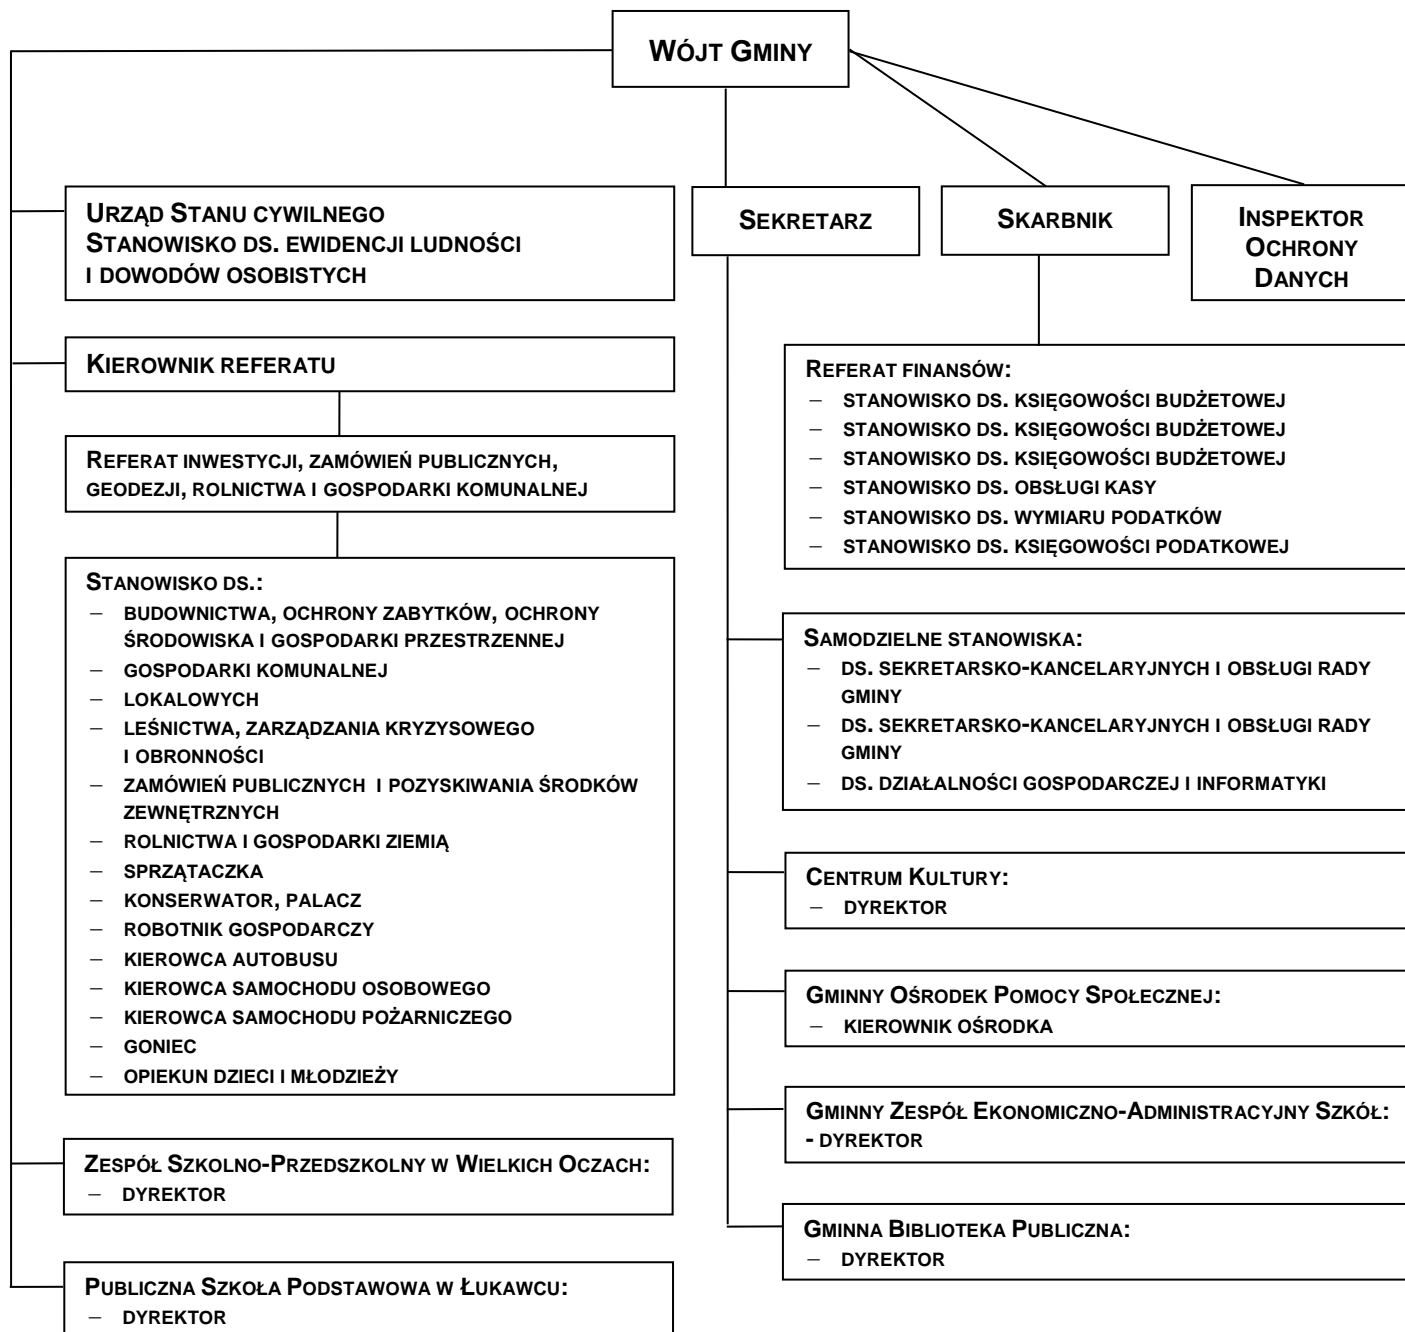 WÓJT GMINY
URZĄD STANU CYWILNEGO
STANOWISKO DS. EWIDENCJI LUDNOŚCI
I DOWODÓW OSOBISTYCH
SEKRETARZ
SKARBNIK
INSPEKTOR
OCHRONY
DANYCH
KIEROWNIK REFERATU
REFERAT INWESTYCJI, ZAMÓWIEŃ PUBLICZNYCH,
GEODEZJI, ROLNICTWA I GOSPODARKI KOMUNALNEJ
STANOWISKO DS.:
– BUDOWNICTWA, OCHRONY ZABYTKÓW, OCHRONY
ŚRODOWISKA I GOSPODARKI PRZESTRZENNEJ
– GOSPODARKI KOMUNALNEJ
– LOKALOWYCH
– LEŚNICTWA, ZARZĄDZANIA KRYZYSOWEGO
I OBRONNOŚCI
– ZAMÓWIEŃ PUBLICZNYCH I POZYSKIWANIA ŚRODKÓW
ZEWNĘTRZNYCH
– ROLNICTWA I GOSPODARKI ZIEMIĄ
– SPRZĄTACZKA
– KONSERWATOR, PALACZ
– ROBOTNIK GOSPODARCZY
– KIEROWCA AUTOBUSU
– KIEROWCA SAMOCHODU OSOBOWEGO
– KIEROWCA SAMOCHODU POŻARNICZEGO
– GONIEC
– OPIEKUN DZIECI I MŁODZIEŻY
ZESPÓŁ SZKOLNO-PRZEDSZKOLNY W WIELKICH OCZACH:
– DYREKTOR
PUBLICZNA SZKOŁA PODSTAWOWA W ŁUKAWCU:
– DYREKTOR
REFERAT FINANSÓW:
– STANOWISKO DS. KSIĘGOWOŚCI BUDŻETOWEJ
– STANOWISKO DS. KSIĘGOWOŚCI BUDŻETOWEJ
– STANOWISKO DS. KSIĘGOWOŚCI BUDŻETOWEJ
– STANOWISKO DS. OBSŁUGI KASY
– STANOWISKO DS. WYMIARU PODATKÓW
– STANOWISKO DS. KSIĘGOWOŚCI PODATKOWEJ
SAMODZIELNE STANOWISKA:
– DS. SEKRETARSKO-KANCELARYJNYCH I OBSŁUGI RADY
GMINY
– DS. SEKRETARSKO-KANCELARYJNYCH I OBSŁUGI RADY
GMINY
– DS. DZIAŁALNOŚCI GOSPODARCZEJ I INFORMATYKI
CENTRUM KULTURY:
– DYREKTOR
GMINNY OŚRODEK POMOCY SPOŁECZNEJ:
– KIEROWNIK OŚRODKA
GMINNY ZESPÓŁ EKONOMICZNO-ADMINISTRACYJNY SZKÓŁ:
- DYREKTOR
GMINNA BIBLIOTEKA PUBLICZNA:
– DYREKTOR